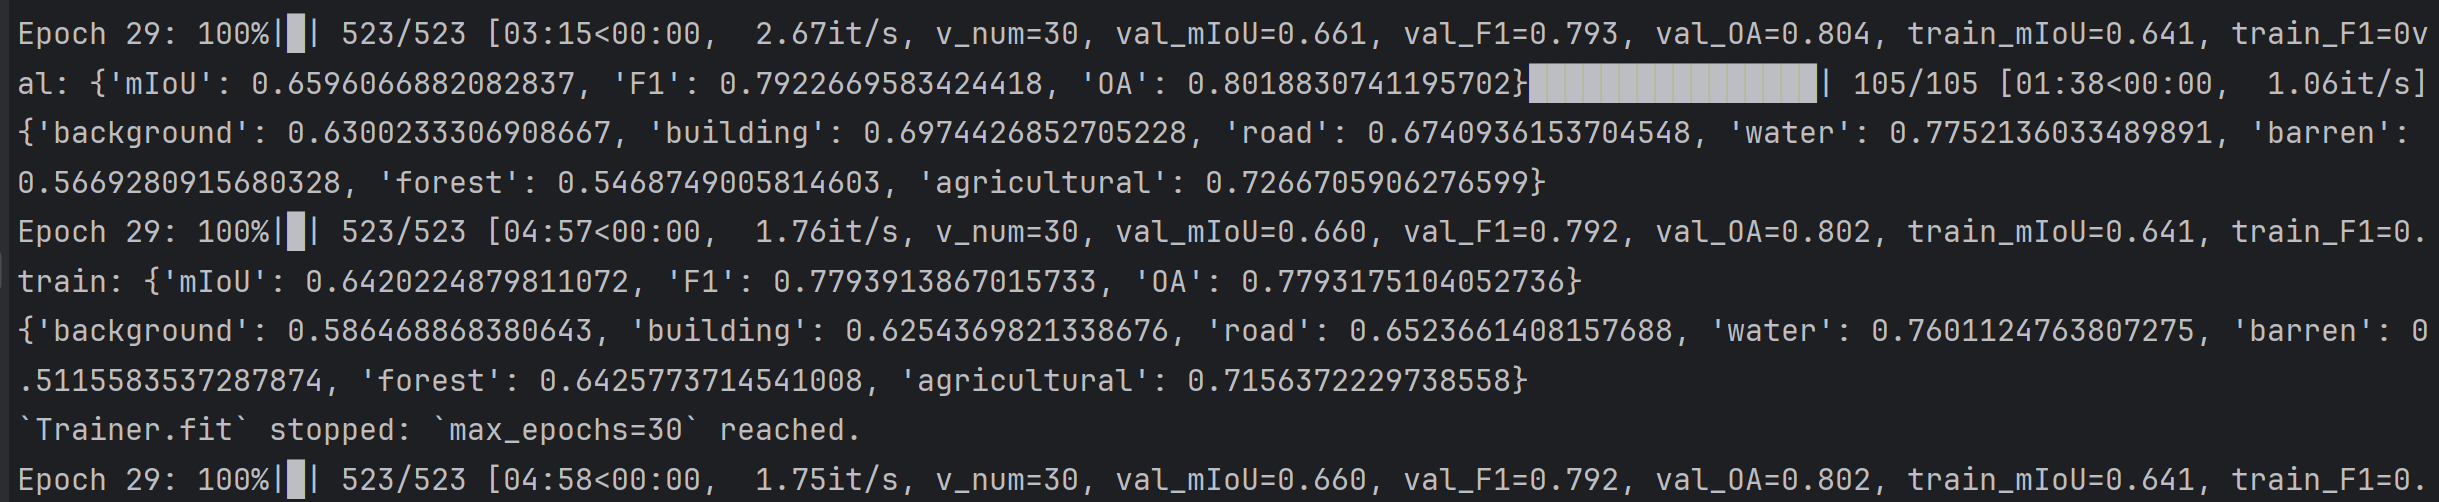 Epoch 29: 100%|█| 523/523 [03:15<00:00,  2.67it/s, v_num=30, val_mIoU=0.661, val_F1=0.793, val_OA=0.804, train_mIoU=0.641, train_F1=0v
al: {'mIoU': 0.6596066882082837, 'F1': 0.7922669583424418, 'OA': 0.8018830741195702}████████████████| 105/105 [01:38<00:00,  1.06it/s]
{'background': 0.6300233306908667, 'building': 0.6974426852705228, 'road': 0.6740936153704548, 'water': 0.7752136033489891, 'barren':
0.5669280915680328, 'forest': 0.5468749005814603, 'agricultural': 0.7266705906276599}
Epoch 29: 100%|█| 523/523 [04:57<00:00,  1.76it/s, v_num=30, val_mIoU=0.660, val_F1=0.792, val_OA=0.802, train_mIoU=0.641, train_F1=0.
train: {'mIoU': 0.6420224879811072, 'F1': 0.7793913867015733, 'OA': 0.7793175104052736}
{'background': 0.586468868380643, 'building': 0.6254369821338676, 'road': 0.6523661408157688, 'water': 0.7601124763807275, 'barren': 0
.5115583537287874, 'forest': 0.6425773714541008, 'agricultural': 0.7156372229738558}
`Trainer.fit` stopped: `max_epochs=30` reached.
Epoch 29: 100%|█| 523/523 [04:58<00:00,  1.75it/s, v_num=30, val_mIoU=0.660, val_F1=0.792, val_OA=0.802, train_mIoU=0.641, train_F1=0.